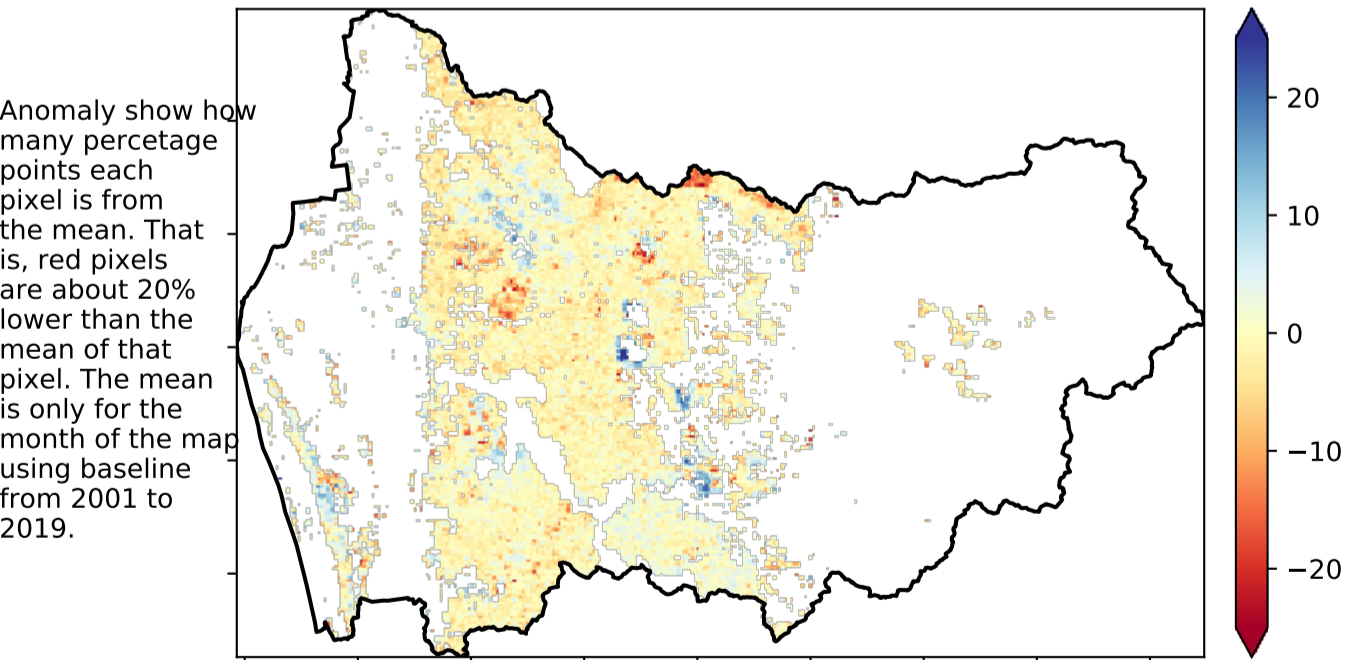 Anomaly show how
many percetage
points each
pixel is from
the mean. That
is, red pixels
are about 20%
lower than the
mean of that
pixel. The mean
is only for the
month of the map
using baseline
from 2001 to
2019.
20
10
0
−10
−20